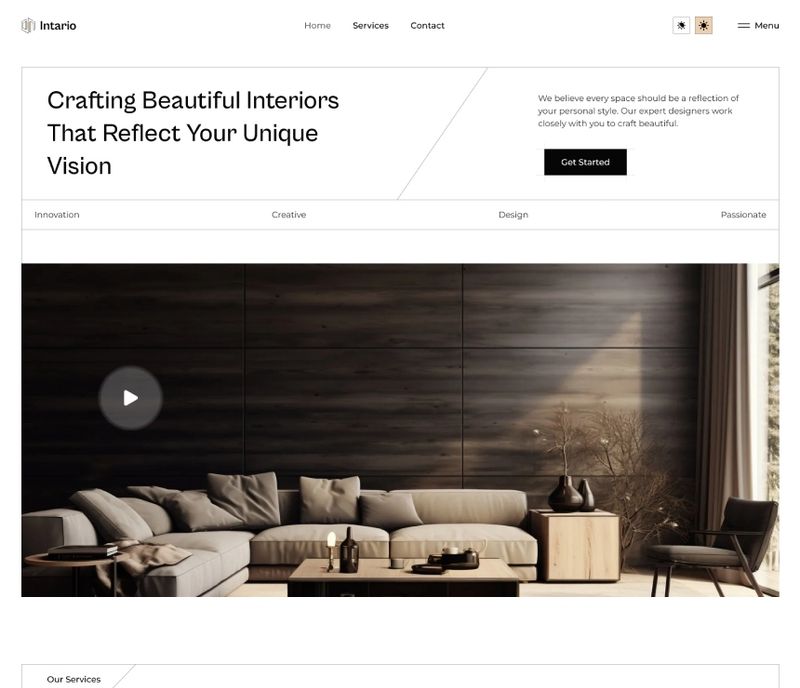 Intario
Home
Services
Contact
Menu
Crafting Beautiful Interiors
That Reflect Your Unique
Vision
We believe every space should be a reflection of
your personal style. Our expert designers work
closely with you to craft beautiful.
Get Started
Innovation
Creative
Design
Passionate
Our Services